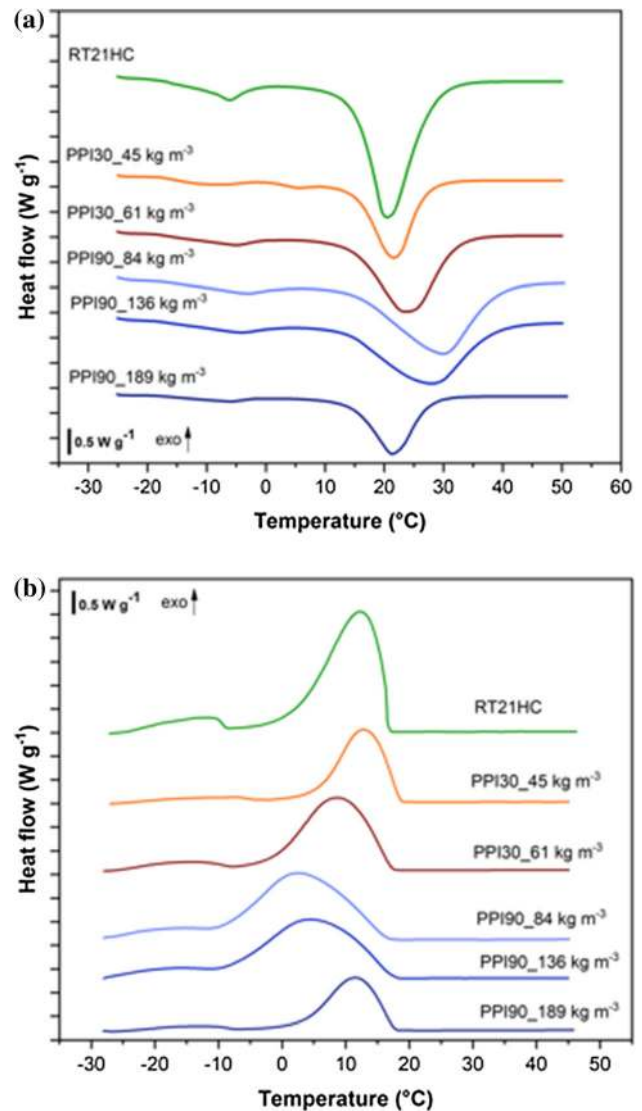 (a)
RT21HC
PPI30_45 kg m⁻³
PPI30_61 kg m⁻³
PPI90_84 kg m⁻³
PPI90_136 kg m⁻³
PPI90_189 kg m⁻³
0.5 W g⁻¹ exo
Heat flow (W g⁻¹)
-30 -20 -10 0 10 20 30 40 50 60
Temperature (°C)
(b)
0.5 W g⁻¹ exo
RT21HC
PPI30_45 kg m⁻³
PPI30_61 kg m⁻³
PPI90_84 kg m⁻³
PPI90_136 kg m⁻³
PPI90_189 kg m⁻³
Heat flow (W g⁻¹)
-30 -20 -10 0 10 20 30 40 50
Temperature (°C)